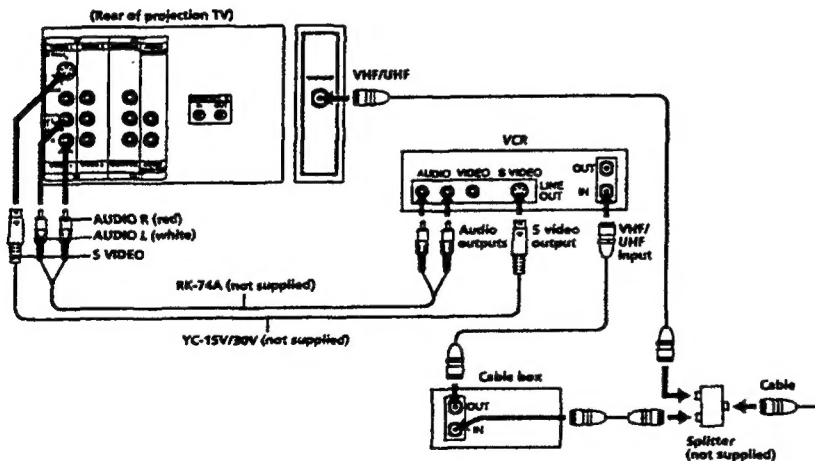 (Rear of projection TV)
VHF/UHF
VCR
AUDIO VIDEO S VIDEO
OUT
LINE
OUT
IN
AUDIO R (red)
AUDIO L (white)
S VIDEO
Audio
outputs
S video
output
VHF/
UHF
input
RK-74A (not supplied)
YC-15V/30V (not supplied)
Cable box
OUT
IN
Cable
Splitter
(not supplied)